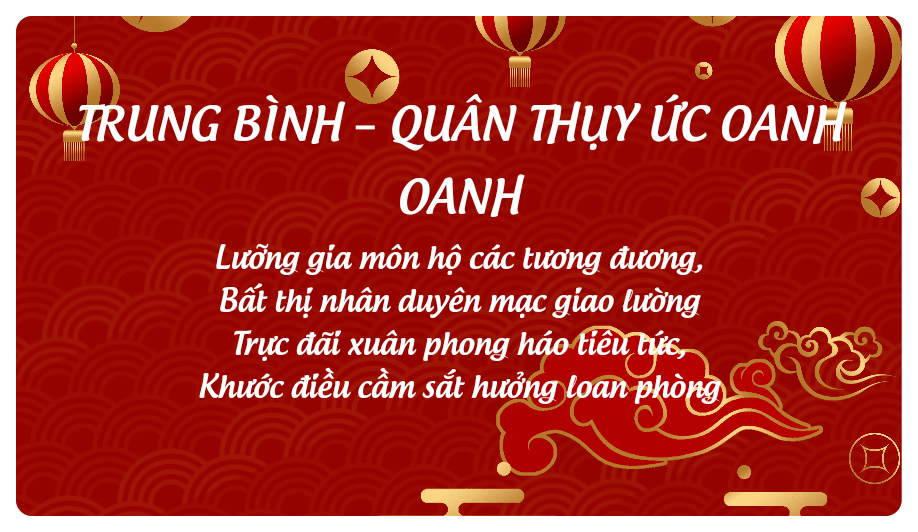 TRUNG BÌNH – QUÂN THỤY ỨC OANH
OANH
Lưỡng gia môn hộ các tương đương,
Bất thị nhân duyên mạc giao lường
Trực đãi xuân phong háo tiêu tức,
Khước điều cầm sắt hưởng loan phòng